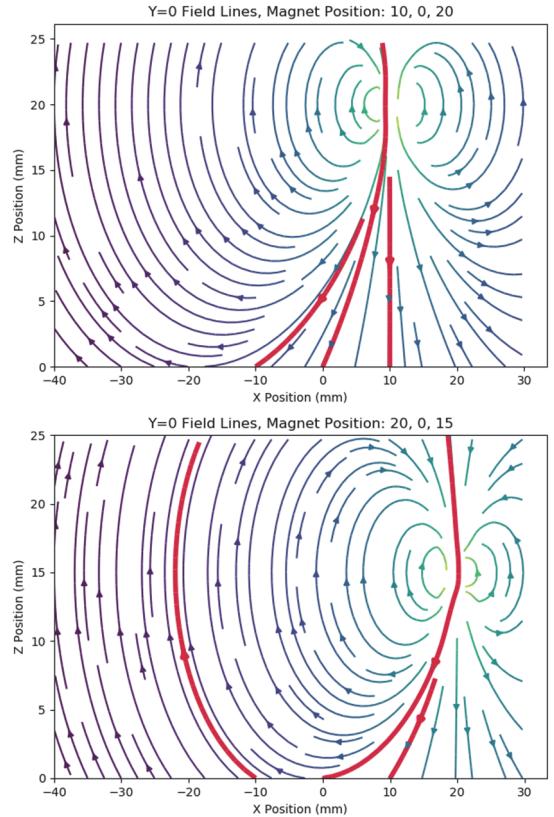 Y=0 Field Lines, Magnet Position: 10, 0, 20
25
20
15
10
5
0
Z Position (mm)
−40 −30 −20 −10 0 10 20 30
X Position (mm)
Y=0 Field Lines, Magnet Position: 20, 0, 15
25
20
15
10
5
0
Z Position (mm)
−40 −30 −20 −10 0 10 20 30
X Position (mm)